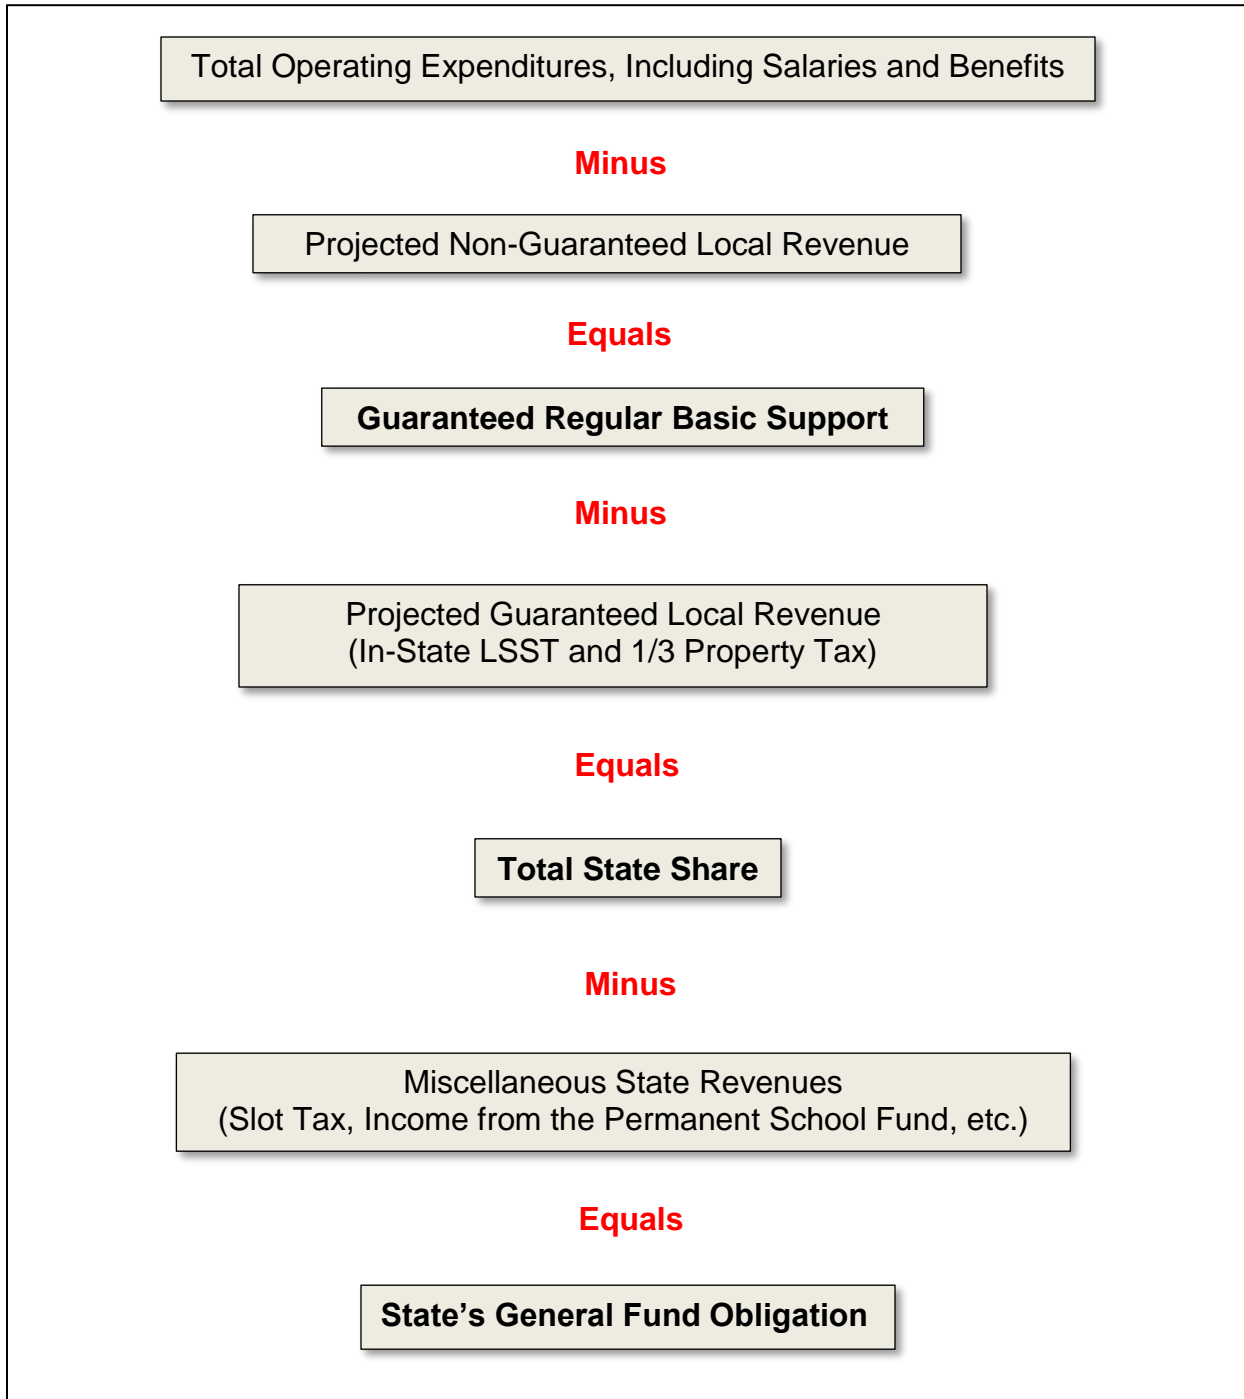 Total Operating Expenditures, Including Salaries and Benefits
Minus
Projected Non-Guaranteed Local Revenue
Equals
Guaranteed Regular Basic Support
Minus
Projected Guaranteed Local Revenue
(In-State LSST and 1/3 Property Tax)
Equals
Total State Share
Minus
Miscellaneous State Revenues
(Slot Tax, Income from the Permanent School Fund, etc.)
Equals
State’s General Fund Obligation